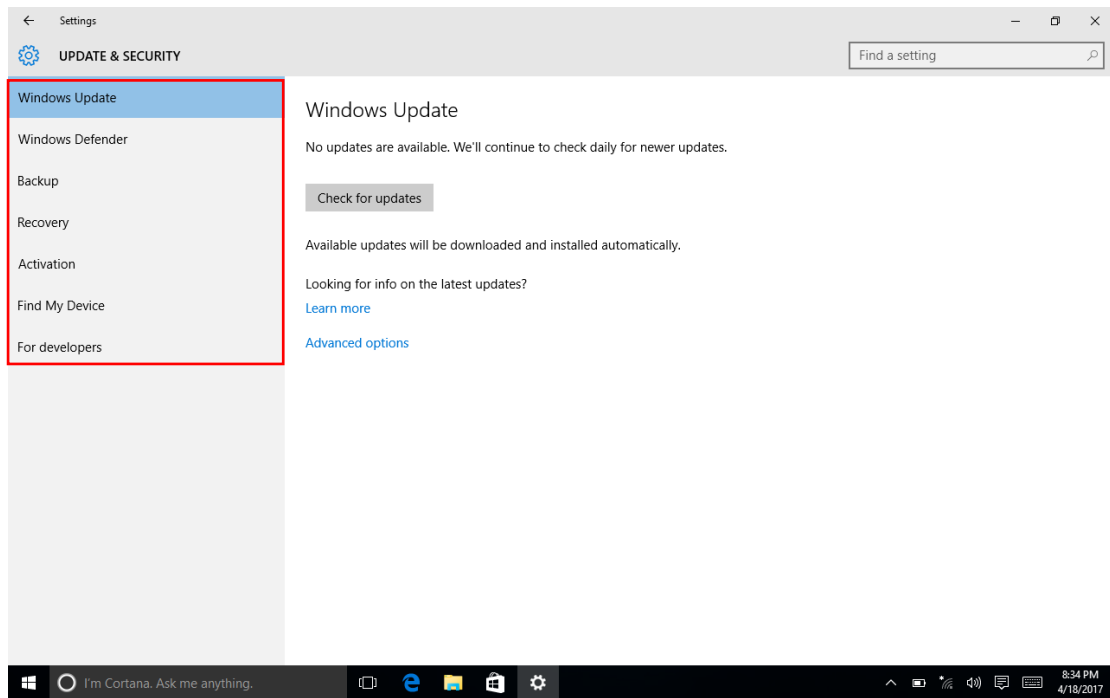 Settings
UPDATE & SECURITY
Find a setting
Windows Update
Windows Defender
Backup
Recovery
Activation
Find My Device
For developers
Windows Update
No updates are available. We'll continue to check daily for newer updates.
Check for updates
Available updates will be downloaded and installed automatically.
Looking for info on the latest updates?
Learn more
Advanced options
I'm Cortana. Ask me anything.
8:34 PM
4/18/2017